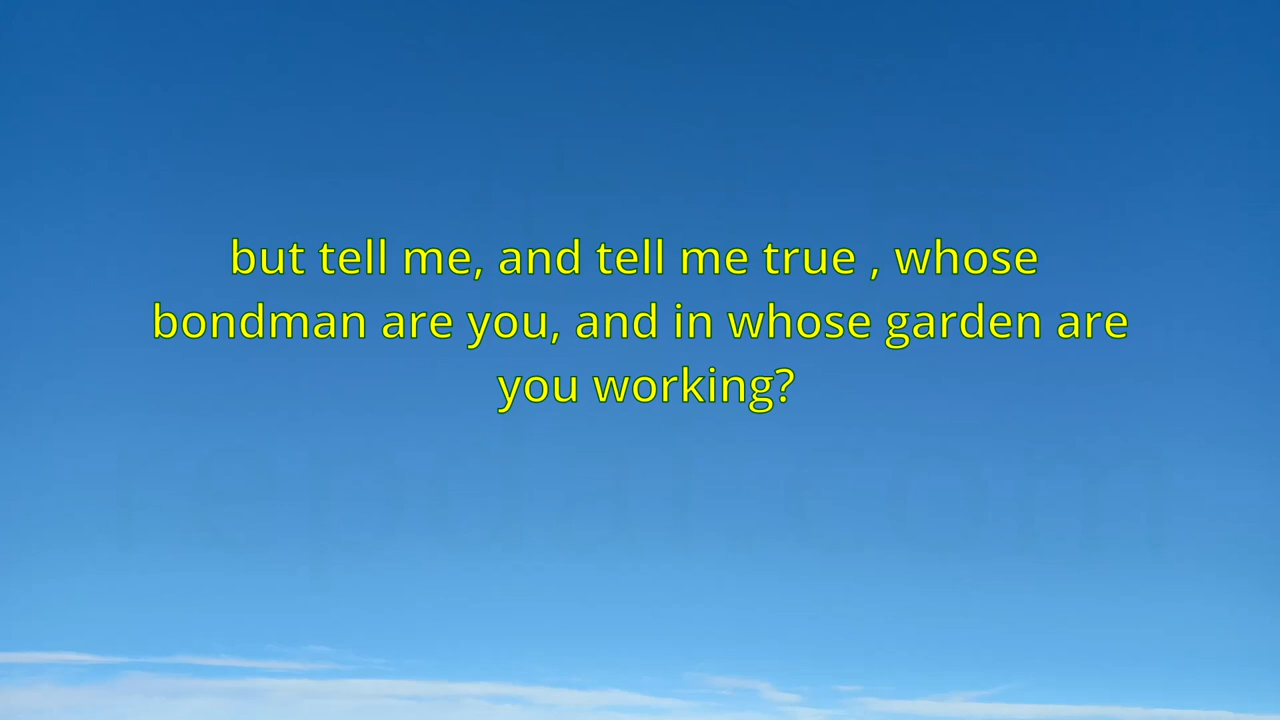 but tell me, and tell me true , whose
bondman are you, and in whose garden are
you working?